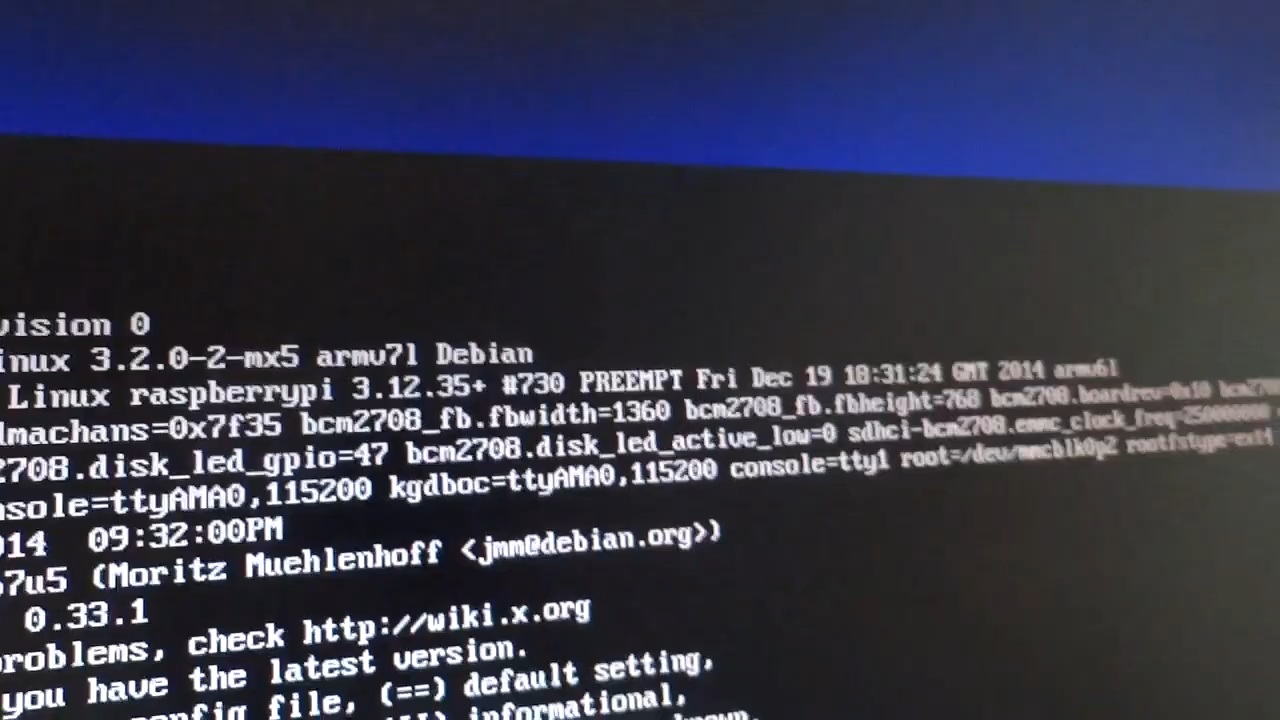 vision 0
inux 3.2.0-2-mx5 armv7l Debian
Linux raspberrypi 3.12.35+ #730 PREEMPT Fri Dec 19 18:31:24 GMT 2014 armv6l
dmachans=0x7f35 bcm2708_fb.fbwidth=1360 bcm2708_fb.fbheight=768 bcm2708.boardrev=0x10 bcm27
2708.disk_led_gpio=47 bcm2708.disk_led_active_low=0 sdhci-bcm2708.emmc_clock_freq=250000000
nsole=ttyAMA0,115200 kgdboc=ttyAMA0,115200 console=tty1 root=/dev/mmcblk0p2 rootfstype=ext4
014 09:32:00PM
7u5 (Moritz Muehlenhoff <jmm@debian.org>)
0.33.1
problems, check http://wiki.x.org
you have the latest version.
config file, (==) default setting,
informational,